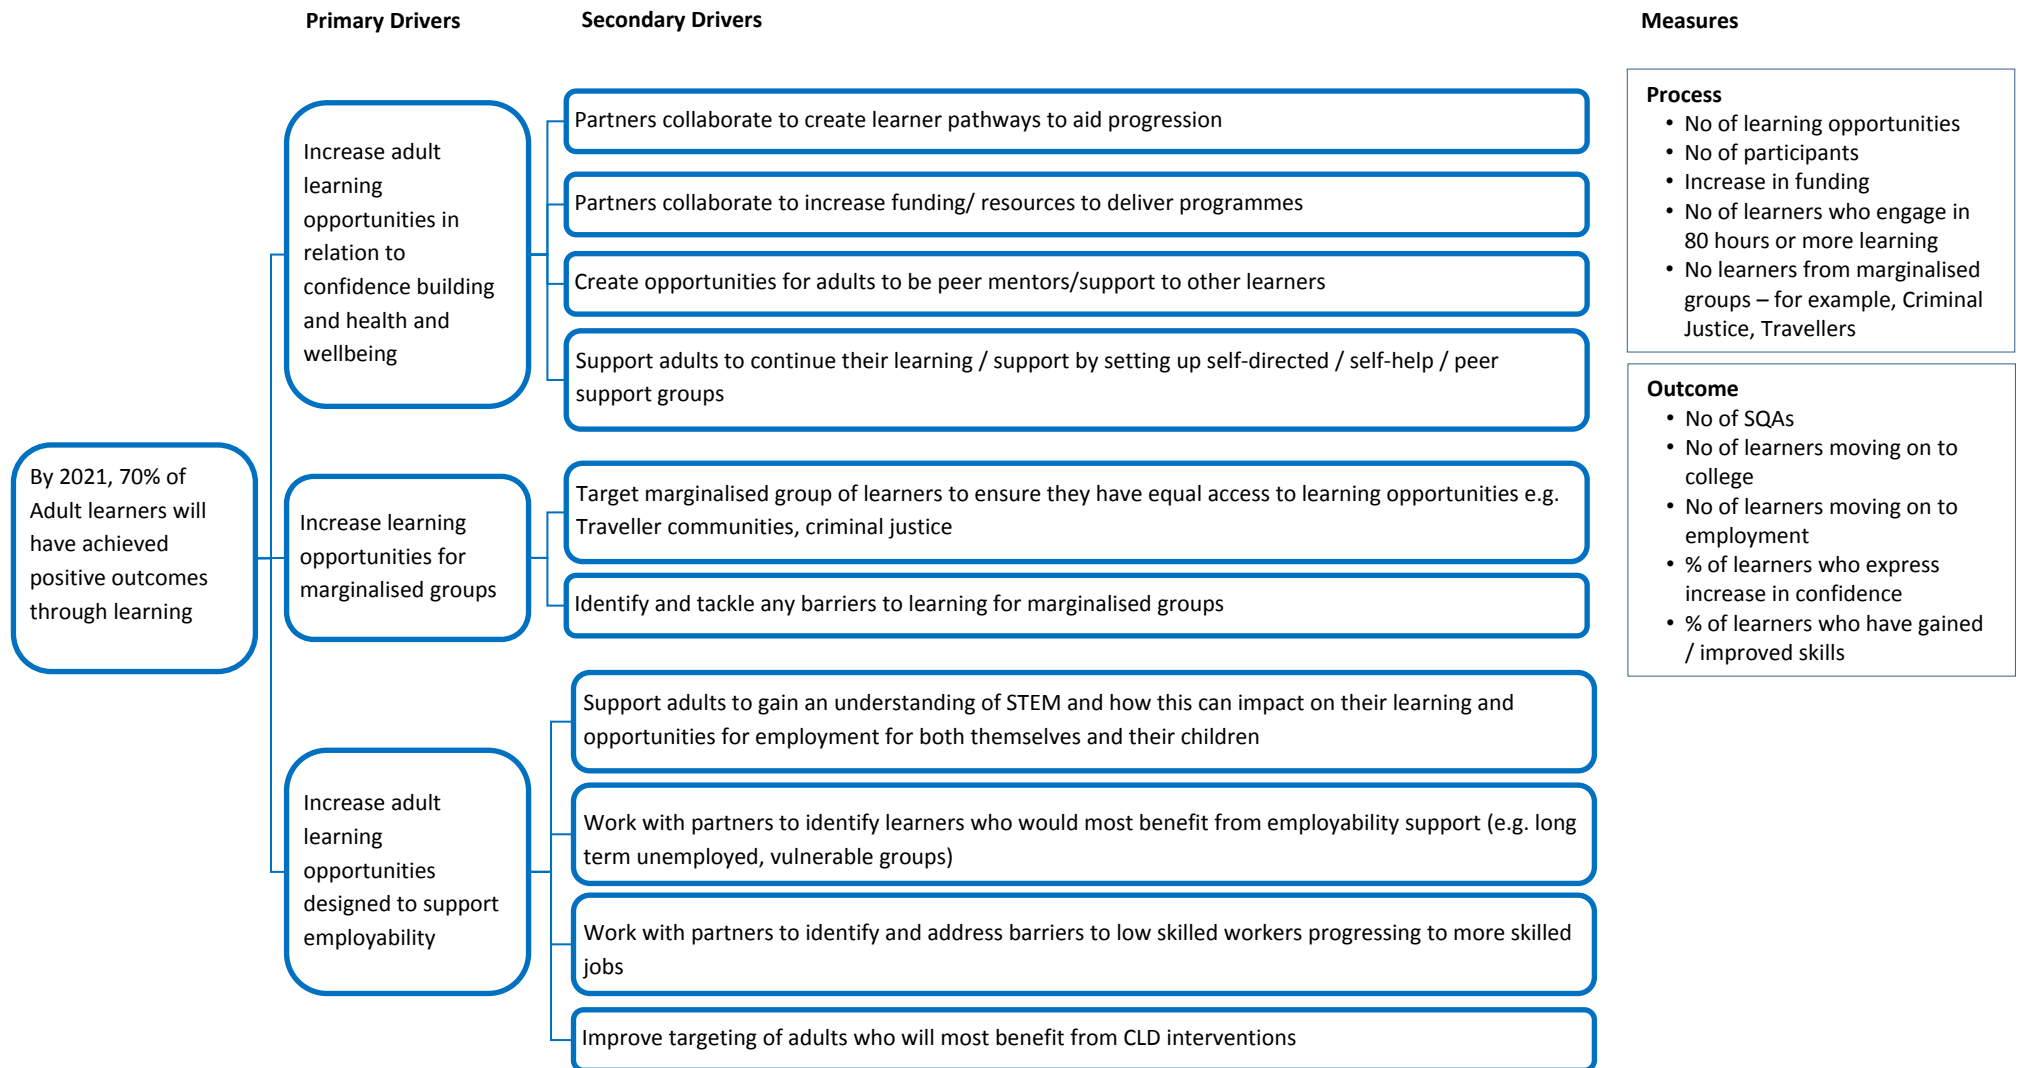 Primary Drivers
Secondary Drivers
Measures
By 2021, 70% of
Adult learners will
have achieved
positive outcomes
through learning
Increase adult
learning
opportunities in
relation to
confidence building
and health and
wellbeing
Partners collaborate to create learner pathways to aid progression
Partners collaborate to increase funding/ resources to deliver programmes
Create opportunities for adults to be peer mentors/support to other learners
Support adults to continue their learning / support by setting up self-directed / self-help / peer
support groups
Increase learning
opportunities for
marginalised groups
Target marginalised group of learners to ensure they have equal access to learning opportunities e.g.
Traveller communities, criminal justice
Identify and tackle any barriers to learning for marginalised groups
Increase adult
learning
opportunities
designed to support
employability
Support adults to gain an understanding of STEM and how this can impact on their learning and
opportunities for employment for both themselves and their children
Work with partners to identify learners who would most benefit from employability support (e.g. long
term unemployed, vulnerable groups)
Work with partners to identify and address barriers to low skilled workers progressing to more skilled
jobs
Improve targeting of adults who will most benefit from CLD interventions
Process
• No of learning opportunities
• No of participants
• Increase in funding
• No of learners who engage in
80 hours or more learning
• No learners from marginalised
groups – for example, Criminal
Justice, Travellers
Outcome
• No of SQAs
• No of learners moving on to
college
• No of learners moving on to
employment
• % of learners who express
increase in confidence
• % of learners who have gained
/ improved skills